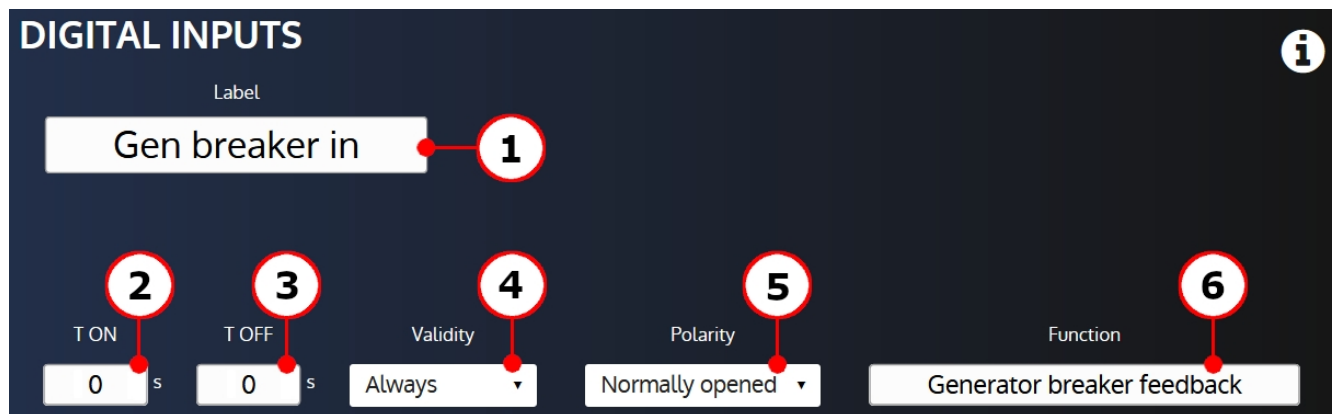 DIGITAL INPUTS
i
Label
Gen breaker in
1
2
3
4
5
6
T ON
T OFF
Validity
Polarity
Function
0 s
0 s
Always
Normally opened
Generator breaker feedback